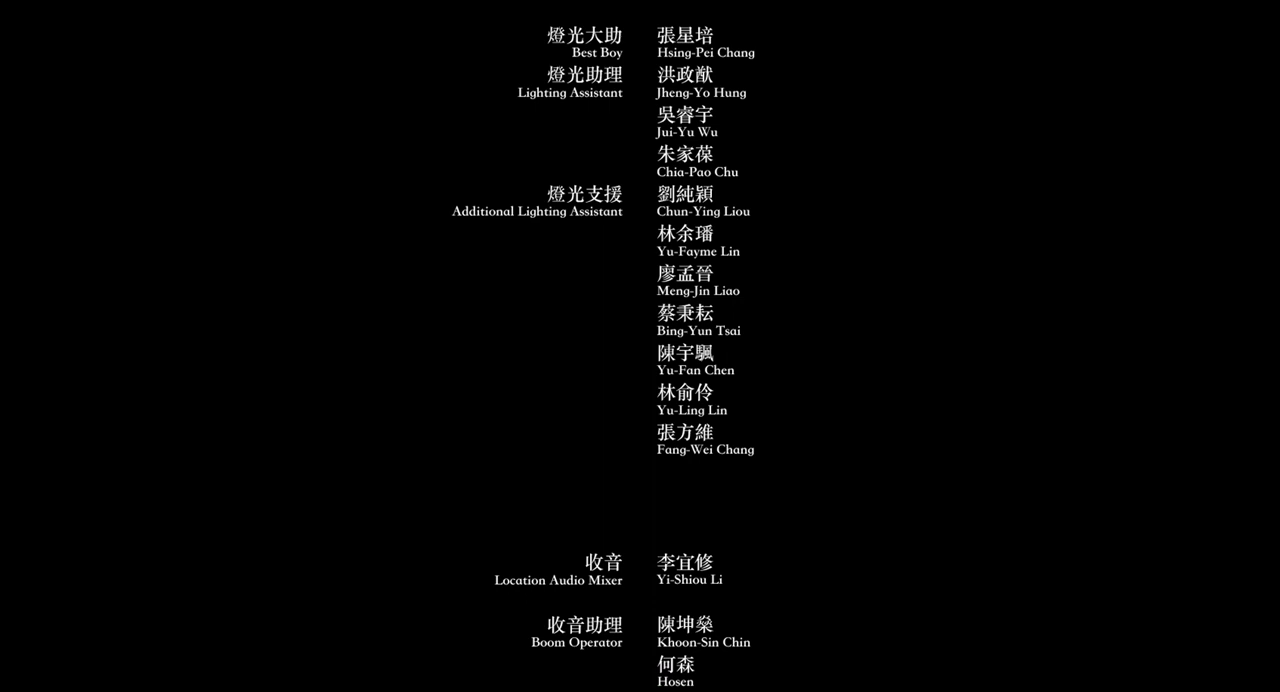 燈光大助 張星培
Best Boy Hsing-Pei Chang
燈光助理 洪政猷
Lighting Assistant Jheng-Yo Hung
吳睿宇
Jui-Yu Wu
朱家葆
Chia-Pao Chu
燈光支援 劉純穎
Additional Lighting Assistant Chun-Ying Liou
林余璠
Yu-Fayme Lin
廖孟晉
Meng-Jin Liao
蔡秉耘
Bing-Yun Tsai
陳宇颿
Yu-Fan Chen
林俞伶
Yu-Ling Lin
張方維
Fang-Wei Chang
收音 李宜修
Location Audio Mixer Yi-Shiou Li
收音助理 陳坤燊
Boom Operator Khoon-Sin Chin
何森
Hosen